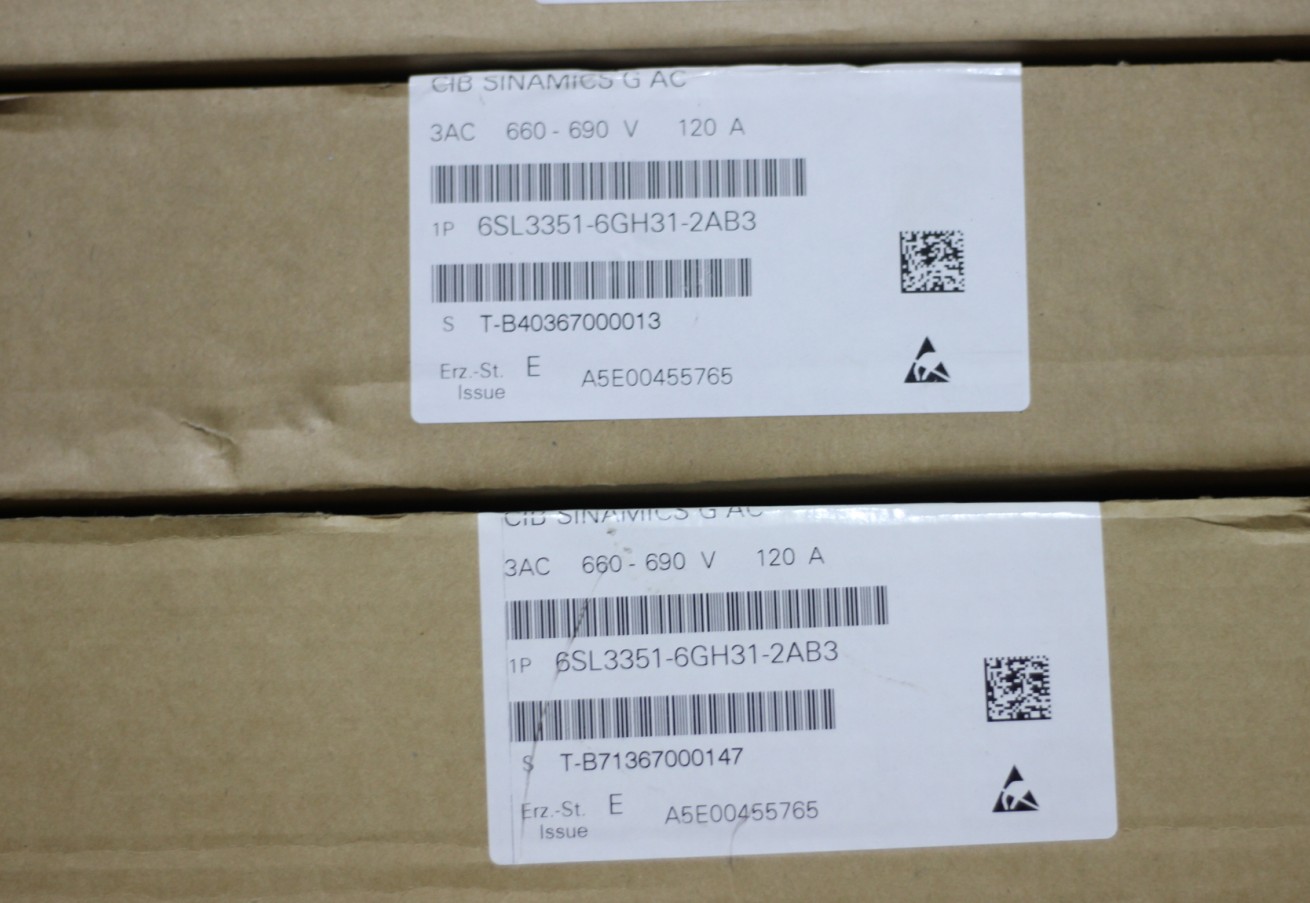 CIB SINAMICS G AC
3AC 660 - 690 V 120 A
1P 6SL3351-6GH31-2AB3
S T-B40367000013
Erz.-St. E A5E00455765
Issue
CIB SINAMICS G AC
3AC 660 - 690 V 120 A
1P 6SL3351-6GH31-2AB3
S T-B71367000147
Erz.-St. E A5E00455765
Issue